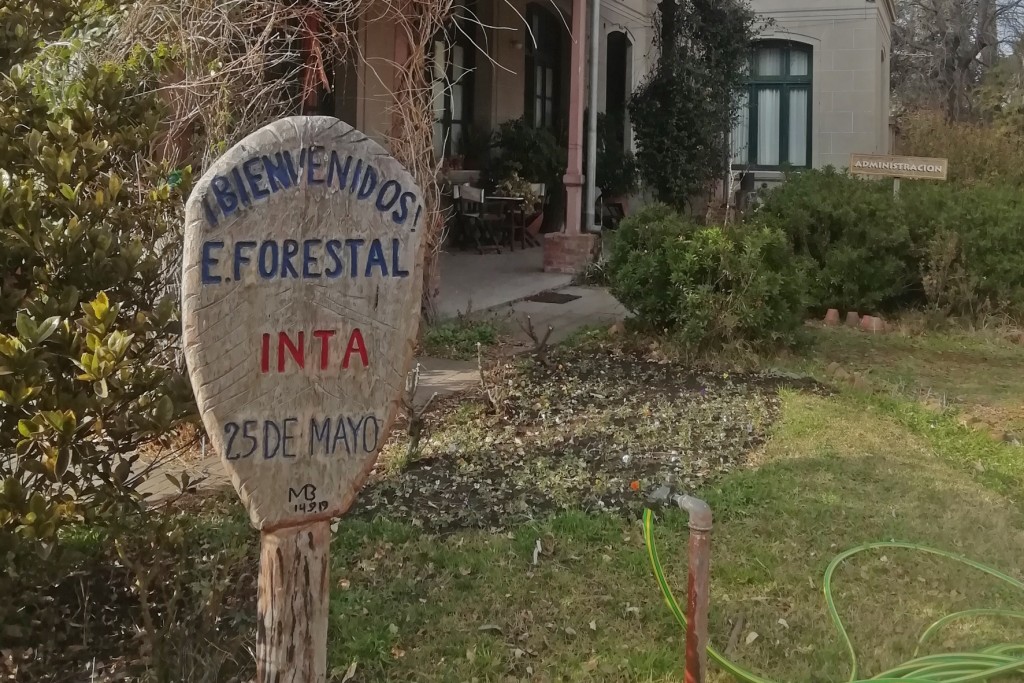 ¡BIENVENIDOS!
E.FORESTAL
INTA
25 DE MAYO
MB
ADMINISTRACION